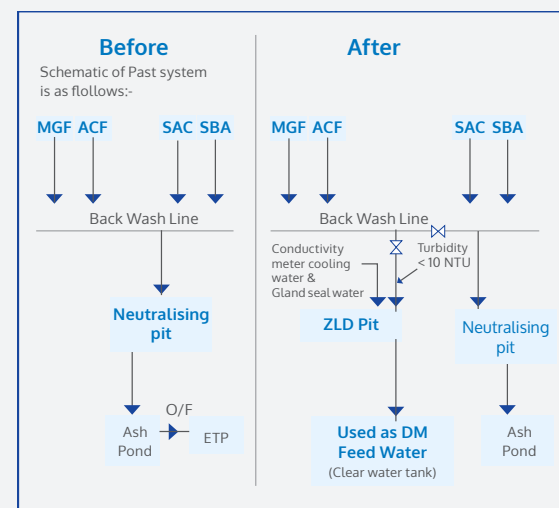 Before
Schematic of Past system
is as flollows:-
MGF ACF
SAC SBA
Back Wash Line
Neutralising
pit
Ash
Pond
O/F
ETP
After
MGF ACF
SAC SBA
Back Wash Line
Conductivity
meter cooling
water &
Gland seal water
Turbidity
< 10 NTU
ZLD Pit
Neutralising
pit
Used as DM
Feed Water
(Clear water tank)
Ash
Pond